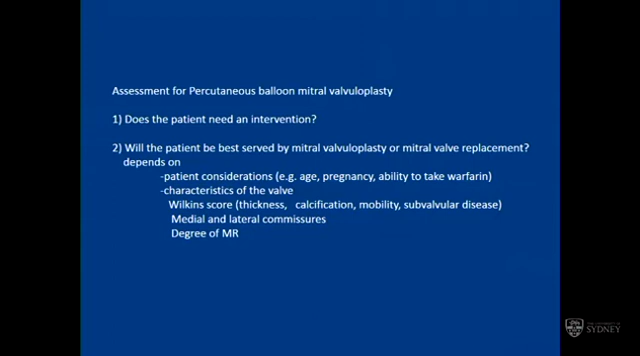 Assessment for Percutaneous balloon mitral valvuloplasty
1) Does the patient need an intervention?
2) Will the patient be best served by mitral valvuloplasty or mitral valve replacement?
depends on
-patient considerations (e.g. age, pregnancy, ability to take warfarin)
-characteristics of the valve
Wilkins score (thickness, calcification, mobility, subvalvular disease)
Medial and lateral commissures
Degree of MR
THE UNIVERSITY OF
SYDNEY